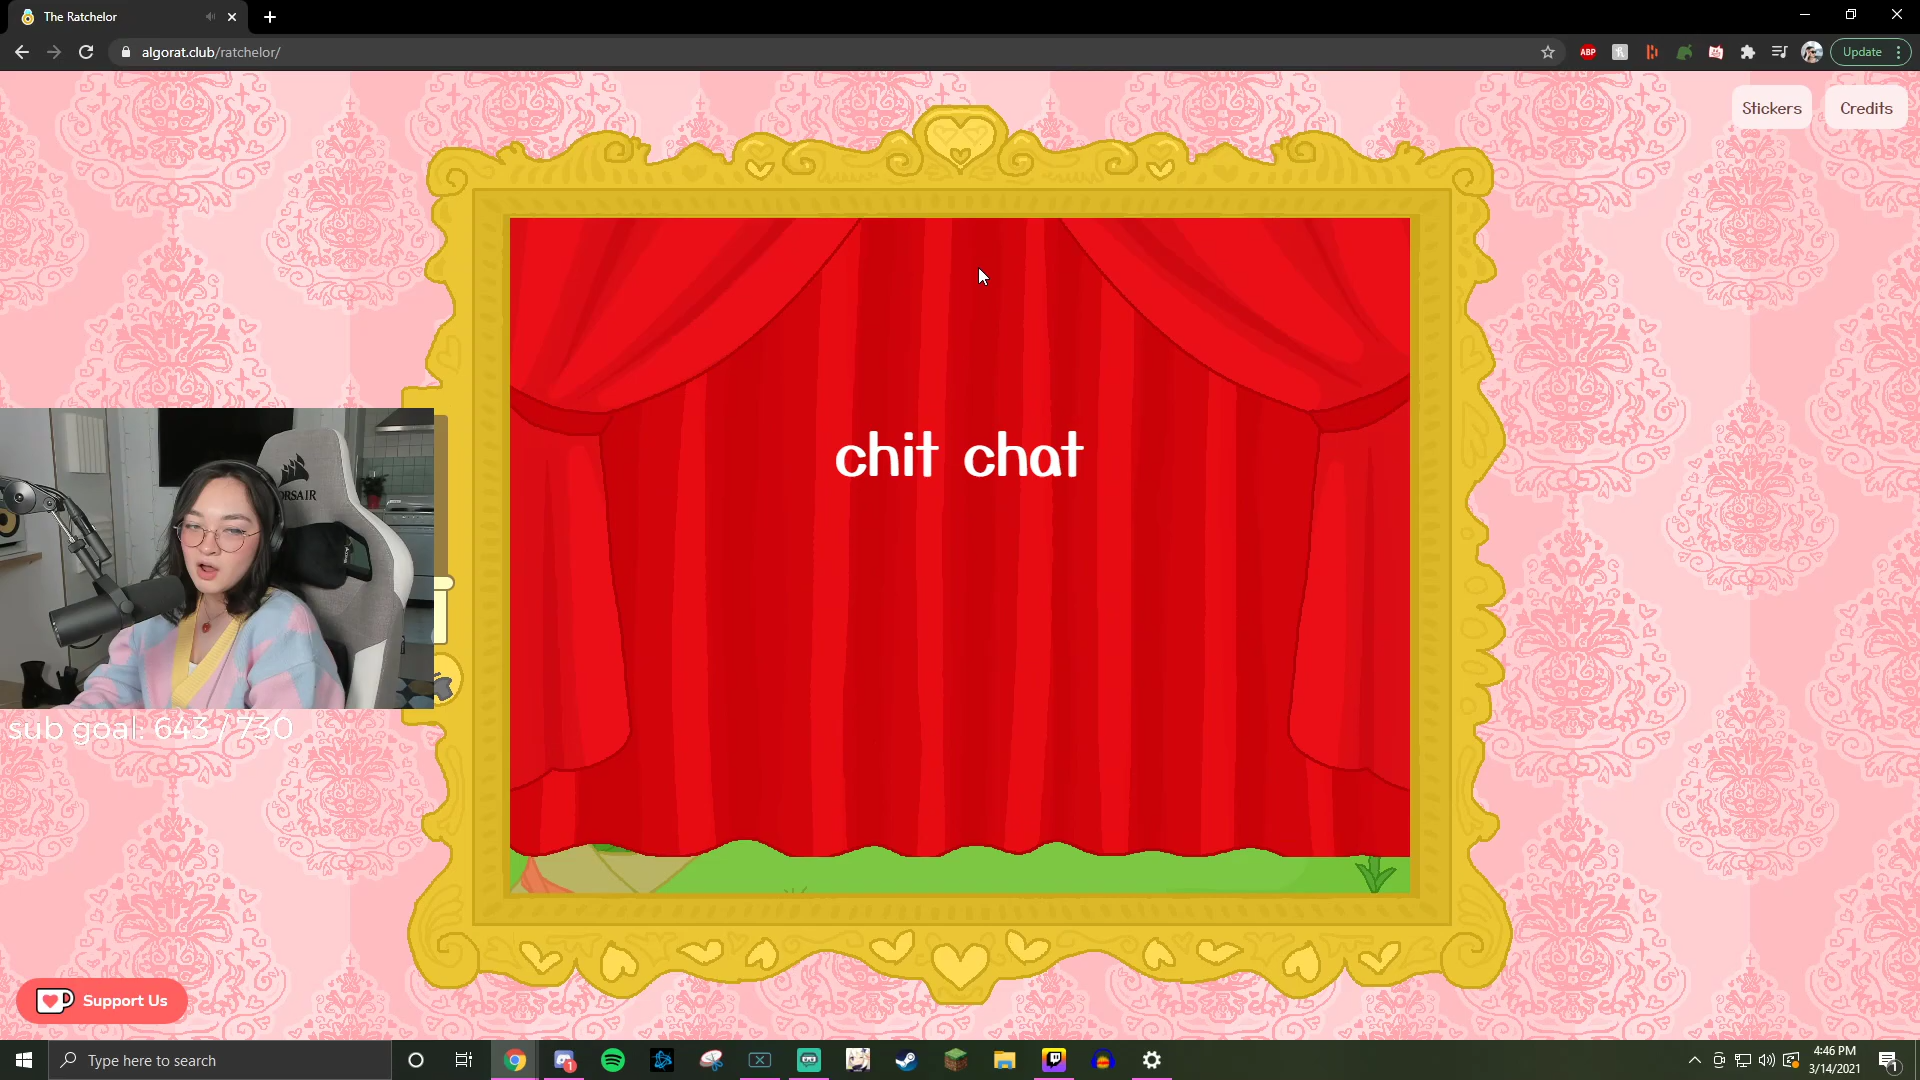 The Ratchelor
algorat.club/ratchelor/
ABP
Update
Stickers
Credits
chit chat
sub goal: 643 / 730
Support Us
Type here to search
4:46 PM
3/14/2021